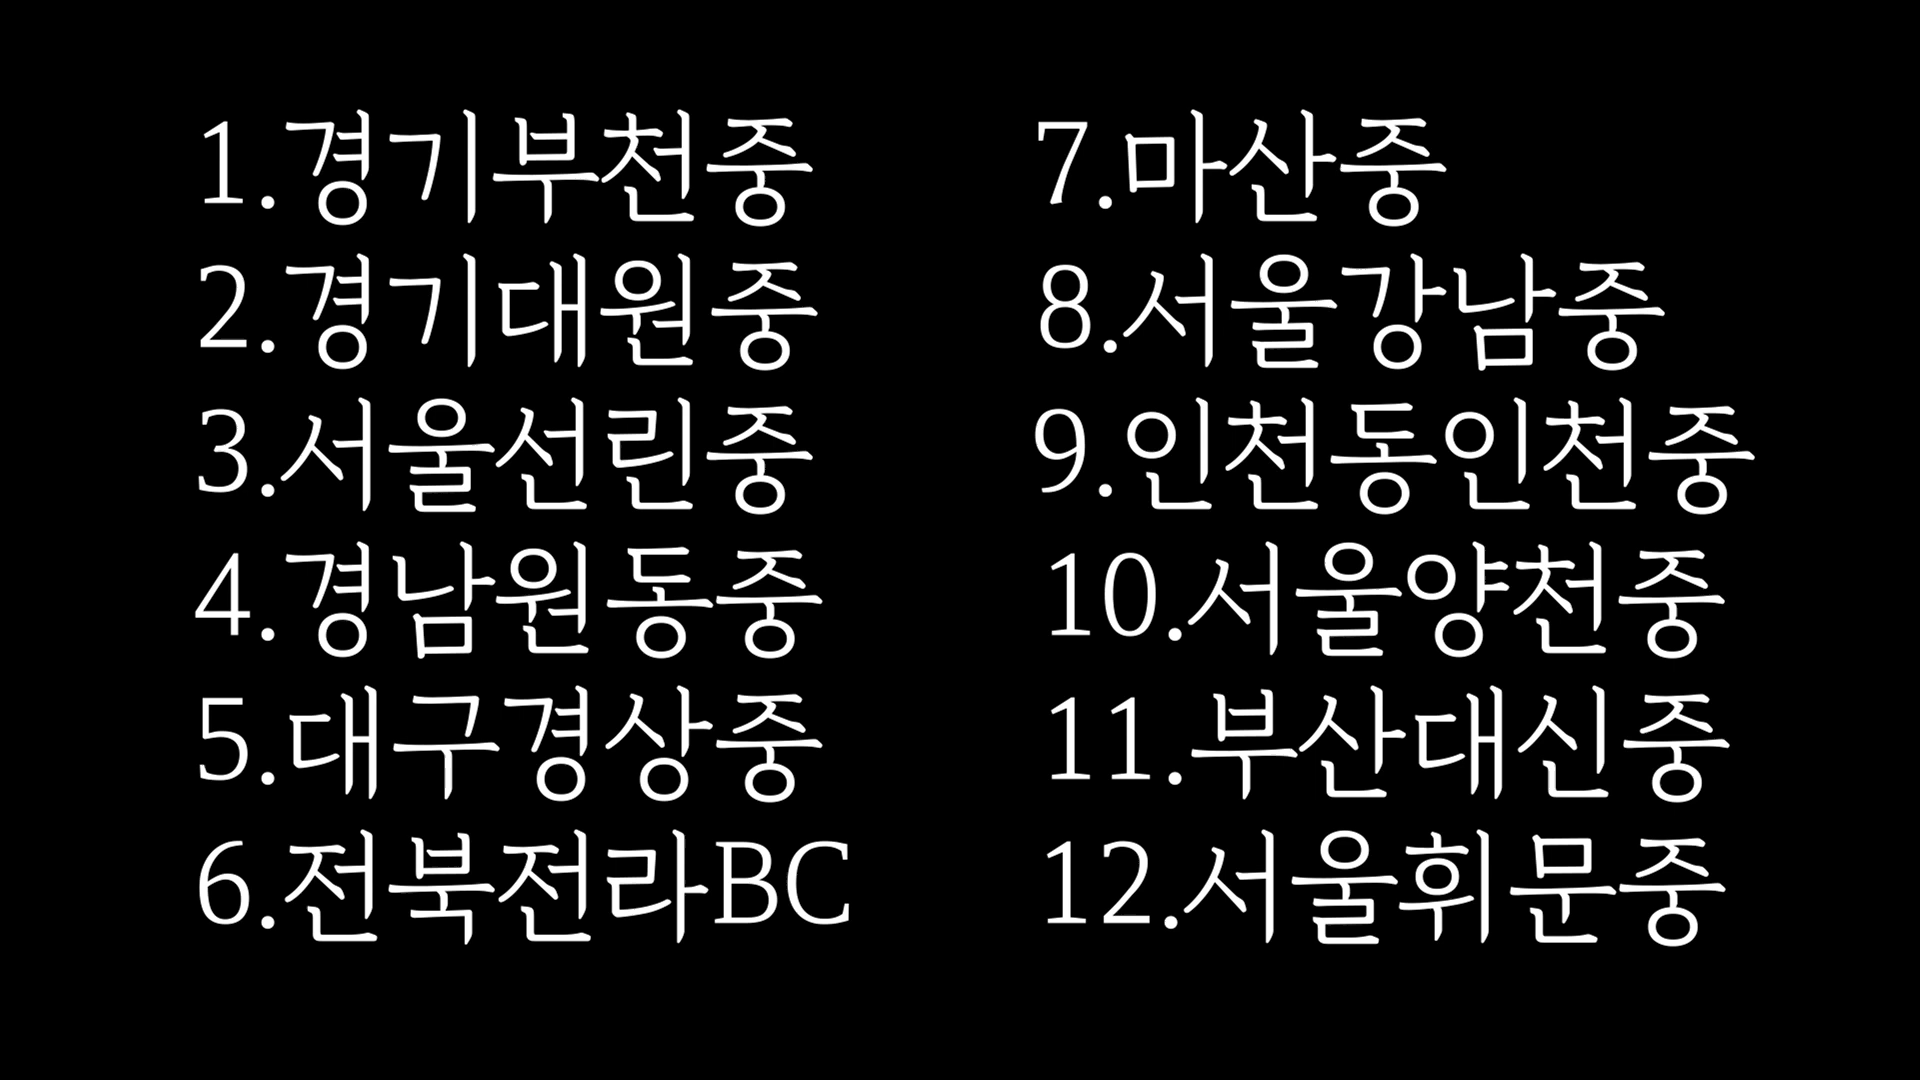 1.경기부천중
2.경기대원중
3.서울선린중
4.경남원동중
5.대구경상중
6.전북전라BC
7.마산중
8.서울강남중
9.인천동인천중
10.서울양천중
11.부산대신중
12.서울휘문중